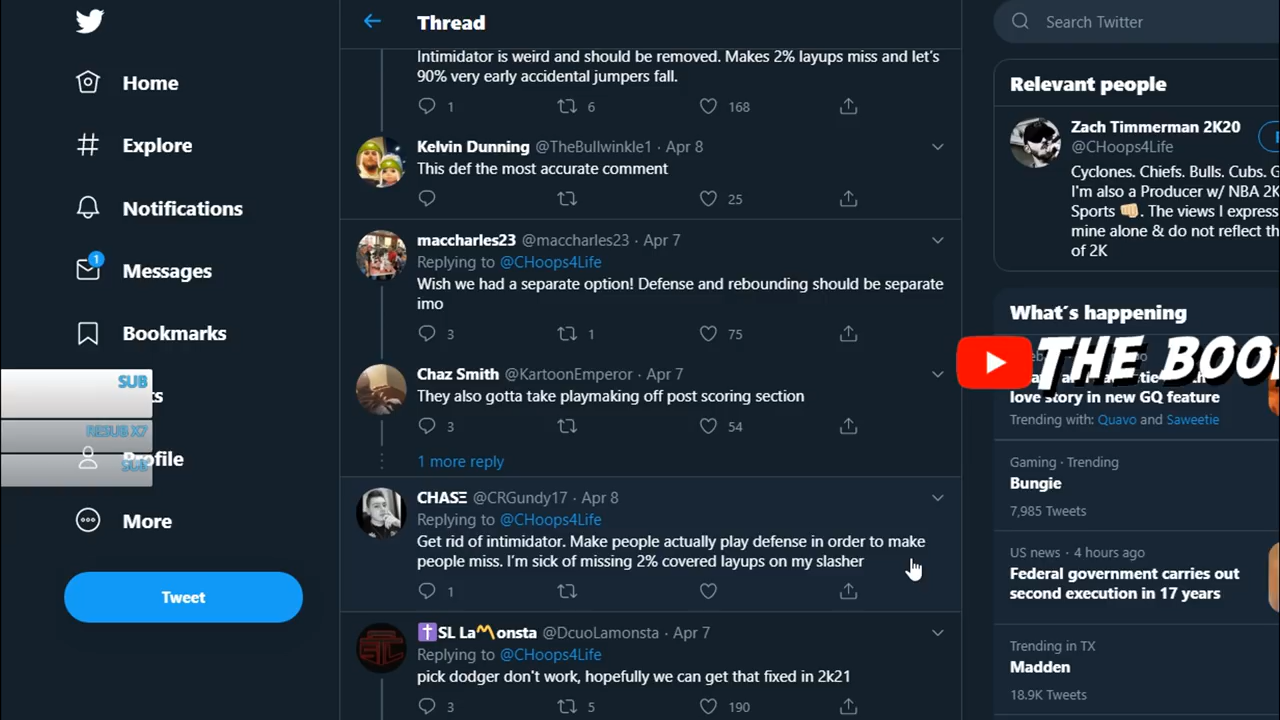 Home
Explore
Notifications
Messages
1
Bookmarks
SUB
RESUB X7
SUB
Profile
More
Tweet
Thread
Intimidator is weird and should be removed. Makes 2% layups miss and let's
90% very early accidental jumpers fall.
1 6 168
Kelvin Dunning @TheBullwinkle1 · Apr 8
This def the most accurate comment
25
maccharles23 @maccharles23 · Apr 7
Replying to @CHoops4Life
Wish we had a separate option! Defense and rebounding should be separate
imo
3 1 75
Chaz Smith @KartoonEmperor · Apr 7
They also gotta take playmaking off post scoring section
3 54
1 more reply
CHASΞ @CRGundy17 · Apr 8
Replying to @CHoops4Life
Get rid of intimidator. Make people actually play defense in order to make
people miss. I'm sick of missing 2% covered layups on my slasher
1
✝️SL La〽️onsta @DcuoLamonsta · Apr 7
Replying to @CHoops4Life
pick dodger don't work, hopefully we can get that fixed in 2k21
3 5 190
Search Twitter
Relevant people
Zach Timmerman 2K20
@CHoops4Life
Cyclones. Chiefs. Bulls. Cubs. G
I'm also a Producer w/ NBA 2K
Sports 👊🏼. The views I express
mine alone & do not reflect th
of 2K
What's happening
THE BOO
love story in new GQ feature
Trending with: Quavo and Saweetie
Gaming · Trending
Bungie
7,985 Tweets
US news · 4 hours ago
Federal government carries out
second execution in 17 years
Trending in TX
Madden
18.9K Tweets